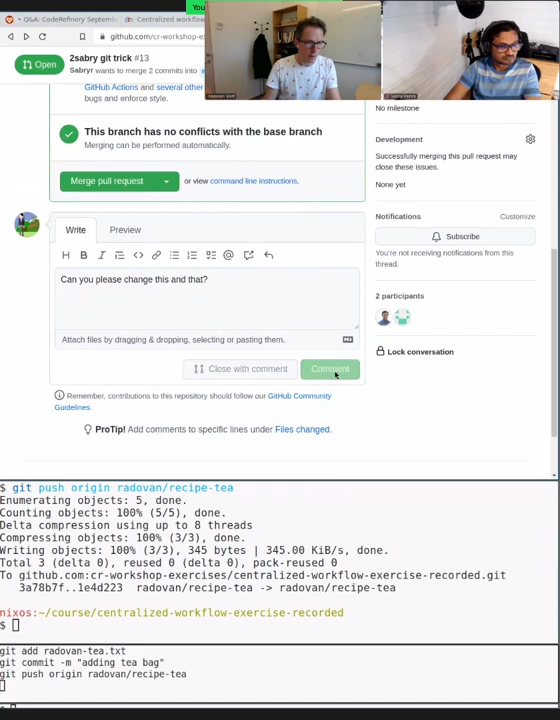 You
Q&A: CodeRefinery Septemb
Centralized workflow
github.com/cr-workshop-ex
Open
2sabry git trick #13
Sabryr wants to merge 2 commits into
GitHub Actions and several other
bugs and enforce style.
This branch has no conflicts with the base branch
Merging can be performed automatically.
Merge pull request
or view command line instructions.
Write
Preview
Can you please change this and that?
Attach files by dragging & dropping, selecting or pasting them.
Close with comment
Comment
Remember, contributions to this repository should follow our GitHub Community
Guidelines.
ProTip! Add comments to specific lines under Files changed.
No milestone
Development
Successfully merging this pull request may
close these issues.
None yet
Notifications
Customize
Subscribe
You're not receiving notifications from this
thread.
2 participants
Lock conversation
$ git push origin radovan/recipe-tea
Enumerating objects: 5, done.
Counting objects: 100% (5/5), done.
Delta compression using up to 8 threads
Compressing objects: 100% (3/3), done.
Writing objects: 100% (3/3), 345 bytes | 345.00 KiB/s, done.
Total 3 (delta 0), reused 0 (delta 0), pack-reused 0
To github.com:cr-workshop-exercises/centralized-workflow-exercise-recorded.git
3a78b7f..1e4d223 radovan/recipe-tea -> radovan/recipe-tea
nixos:~/course/centralized-workflow-exercise-recorded
$
git add radovan-tea.txt
git commit -m "adding tea bag"
git push origin radovan/recipe-tea